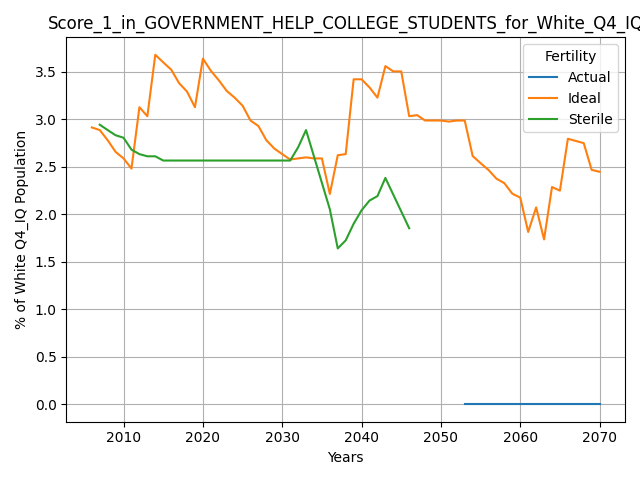 Score_1_in_GOVERNMENT_HELP_COLLEGE_STUDENTS_for_White_Q4_IQ
Fertility
Actual
Ideal
Sterile
% of White Q4_IQ Population
3.5
3.0
2.5
2.0
1.5
1.0
0.5
0.0
2010 2020 2030 2040 2050 2060 2070
Years